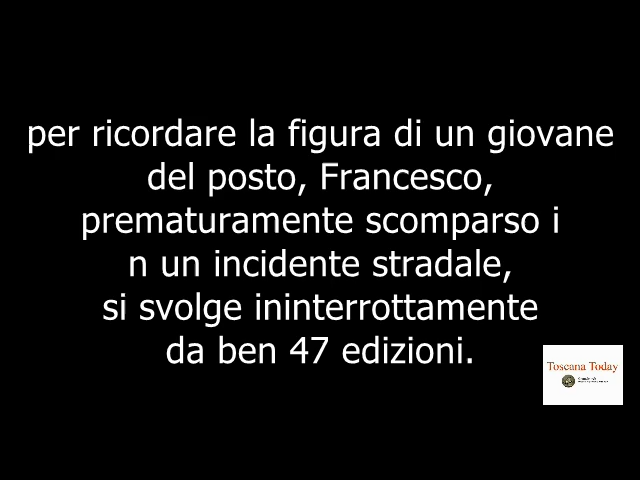 per ricordare la figura di un giovane
del posto, Francesco,
prematuramente scomparso i
n un incidente stradale,
si svolge ininterrottamente
da ben 47 edizioni.
Toscana Today